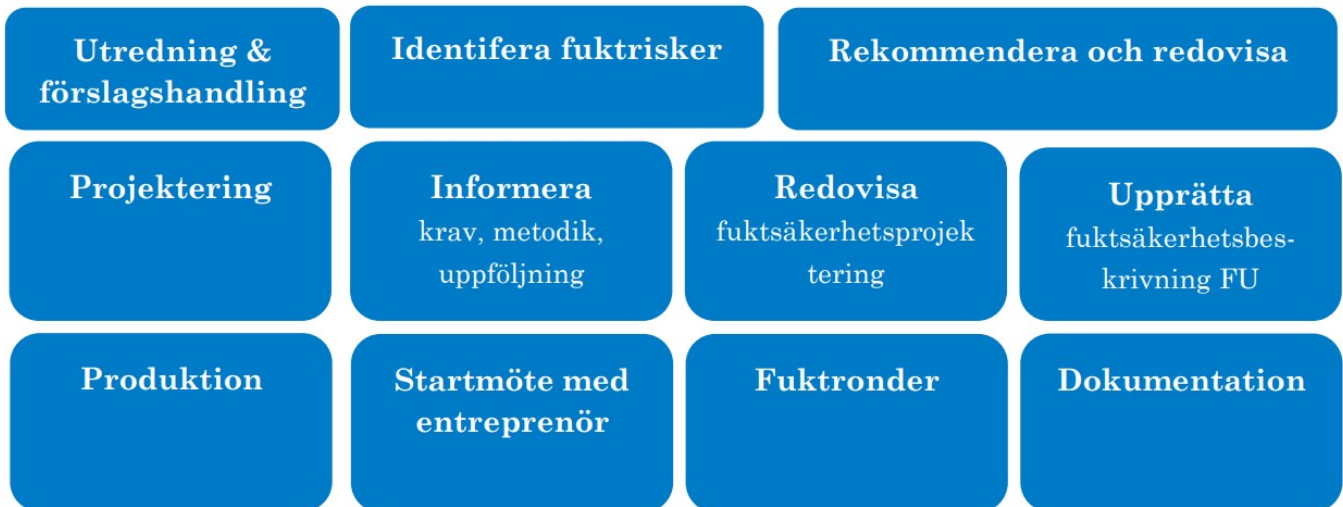 Utredning &
förslagshandling
Identifera fuktrisker
Rekommendera och redovisa
Projektering
Informera
krav, metodik,
uppföljning
Redovisa
fuktsäkerhetsprojek
tering
Upprätta
fuktsäkerhetsbes-
krivning FU
Produktion
Startmöte med
entreprenör
Fuktronder
Dokumentation